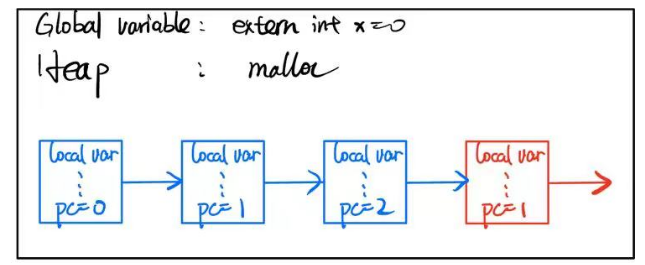 Global variable: extern int x=0
Heap : malloc
local var local var local var local var
pc=0 pc=1 pc=2 pc=1